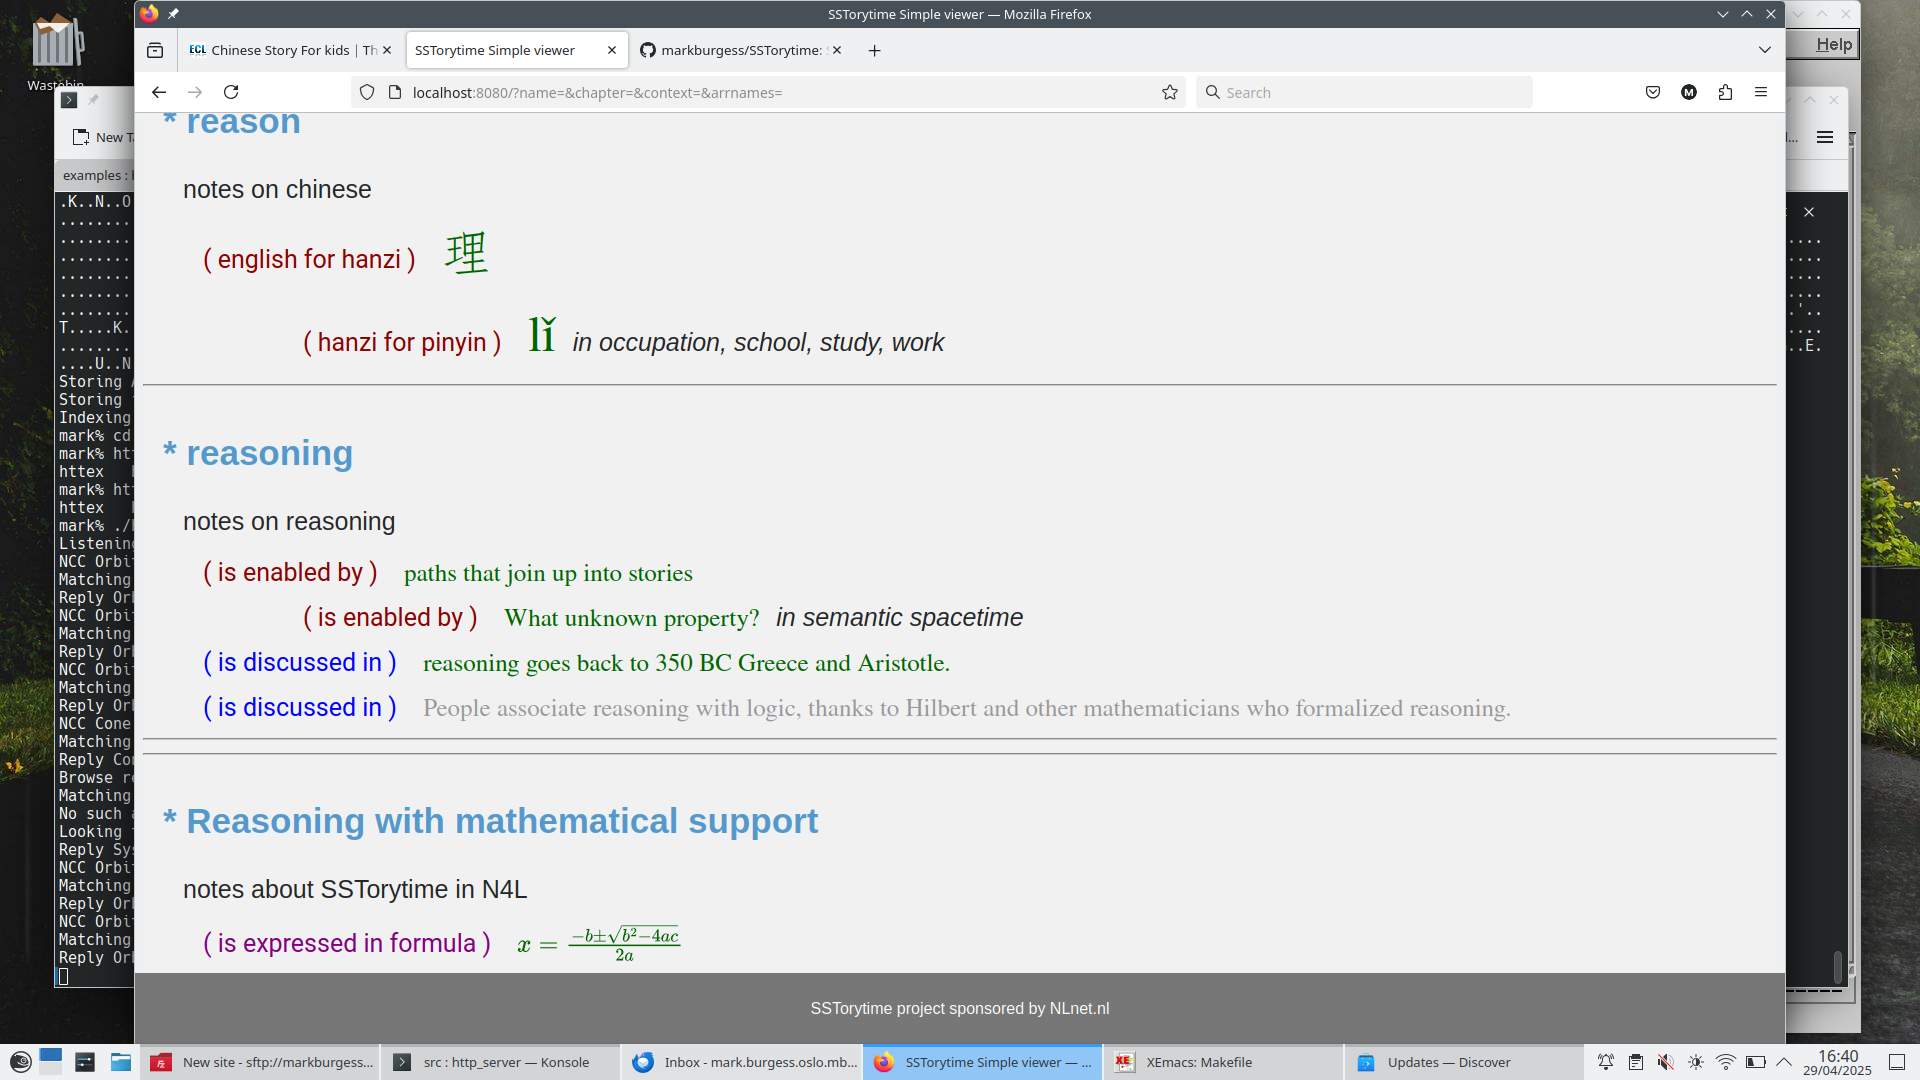 SSTorytime Simple viewer — Mozilla Firefox
Help
ECL Chinese Story For kids | Th
SSTorytime Simple viewer
markburgess/SSTorytime:
localhost:8080/?name=&chapter=&context=&arrnames=
Search
New Ta
examples :
.K..N..O
T.....K.
....U..N
..E.
Storing
Storing
Indexing
mark% cd
mark% ht
httex
mark% ht
httex
mark% ./
Listening
NCC Orbi
Matching
Reply Or
NCC Orbi
Matching
Reply Or
NCC Orbi
Matching
Reply Or
NCC Cone
Matching
Reply Co
Browse re
Matching
No such
Looking
Reply Sy
NCC Orbi
Matching
Reply Or
NCC Orbi
Matching
Reply Or
* reason
notes on chinese
( english for hanzi ) 理
( hanzi for pinyin ) lǐ in occupation, school, study, work
* reasoning
notes on reasoning
( is enabled by ) paths that join up into stories
( is enabled by ) What unknown property? in semantic spacetime
( is discussed in ) reasoning goes back to 350 BC Greece and Aristotle.
( is discussed in ) People associate reasoning with logic, thanks to Hilbert and other mathematicians who formalized reasoning.
* Reasoning with mathematical support
notes about SSTorytime in N4L
( is expressed in formula ) x = \frac{-b±\sqrt{b²-4ac}}{2a}
SSTorytime project sponsored by NLnet.nl
New site - sftp://markburgess...
src : http_server — Konsole
Inbox - mark.burgess.oslo.mb...
SSTorytime Simple viewer — ...
XEmacs: Makefile
Updates — Discover
16:40
29/04/2025